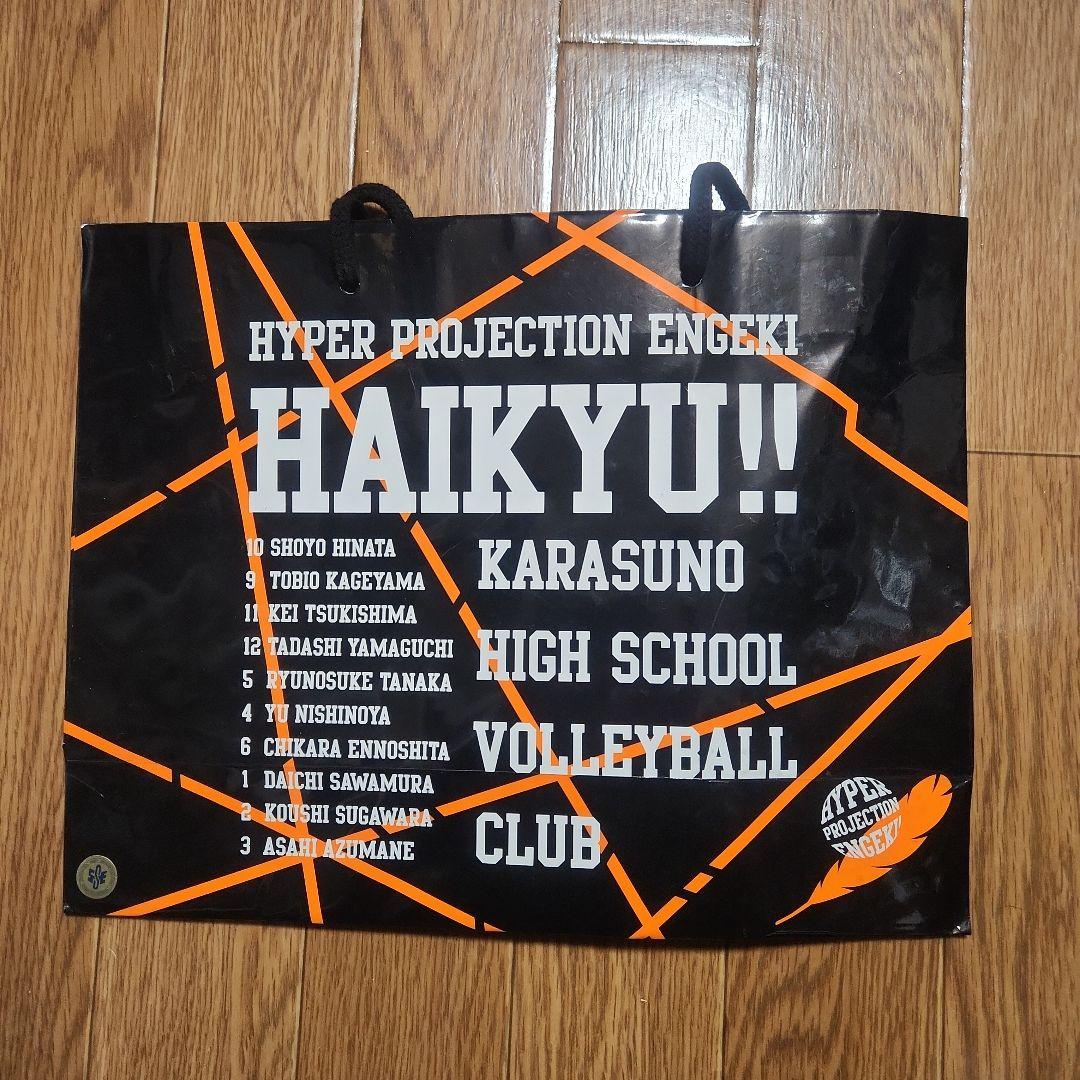 HYPER PROJECTION ENGEKI
HAIKYU!!
10 SHOYO HINATA
9 TOBIO KAGEYAMA
11 KEI TSUKISHIMA
12 TADASHI YAMAGUCHI
5 RYUNOSUKE TANAKA
4 YU NISHINOYA
6 CHIKARA ENNOSHITA
1 DAICHI SAWAMURA
2 KOUSHI SUGAWARA
3 ASAHI AZUMANE
KARASUNO
HIGH SCHOOL
VOLLEYBALL
CLUB
HYPER
PROJECTION
ENGEKI!